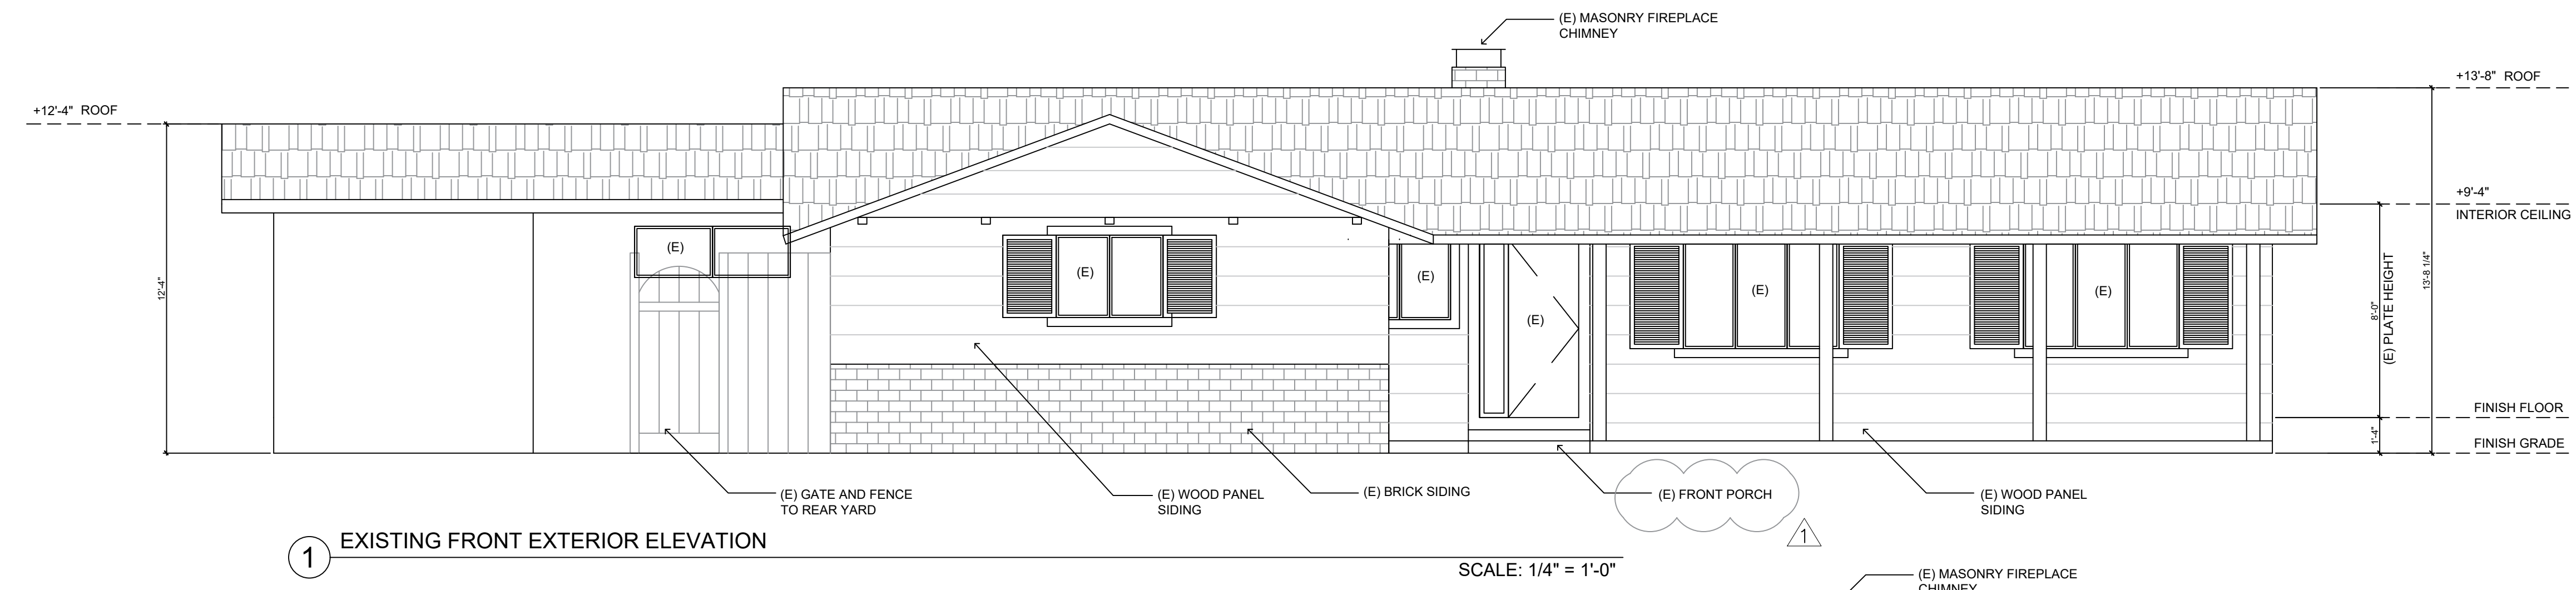 (E) MASONRY FIREPLACE
CHIMNEY
+12'-4" ROOF
+13'-8" ROOF
+9'-4"
INTERIOR CEILING
(E)
(E)
(E)
(E)
(E)
(E)
12'-4"
8'-0"
(E) PLATE HEIGHT
13'-8 1/4"
1'-4"
FINISH FLOOR
FINISH GRADE
(E) GATE AND FENCE
TO REAR YARD
(E) WOOD PANEL
SIDING
(E) BRICK SIDING
(E) FRONT PORCH
1
(E) WOOD PANEL
SIDING
1
EXISTING FRONT EXTERIOR ELEVATION
SCALE: 1/4" = 1'-0"
(E) MASONRY FIREPLACE
CHIMNEY